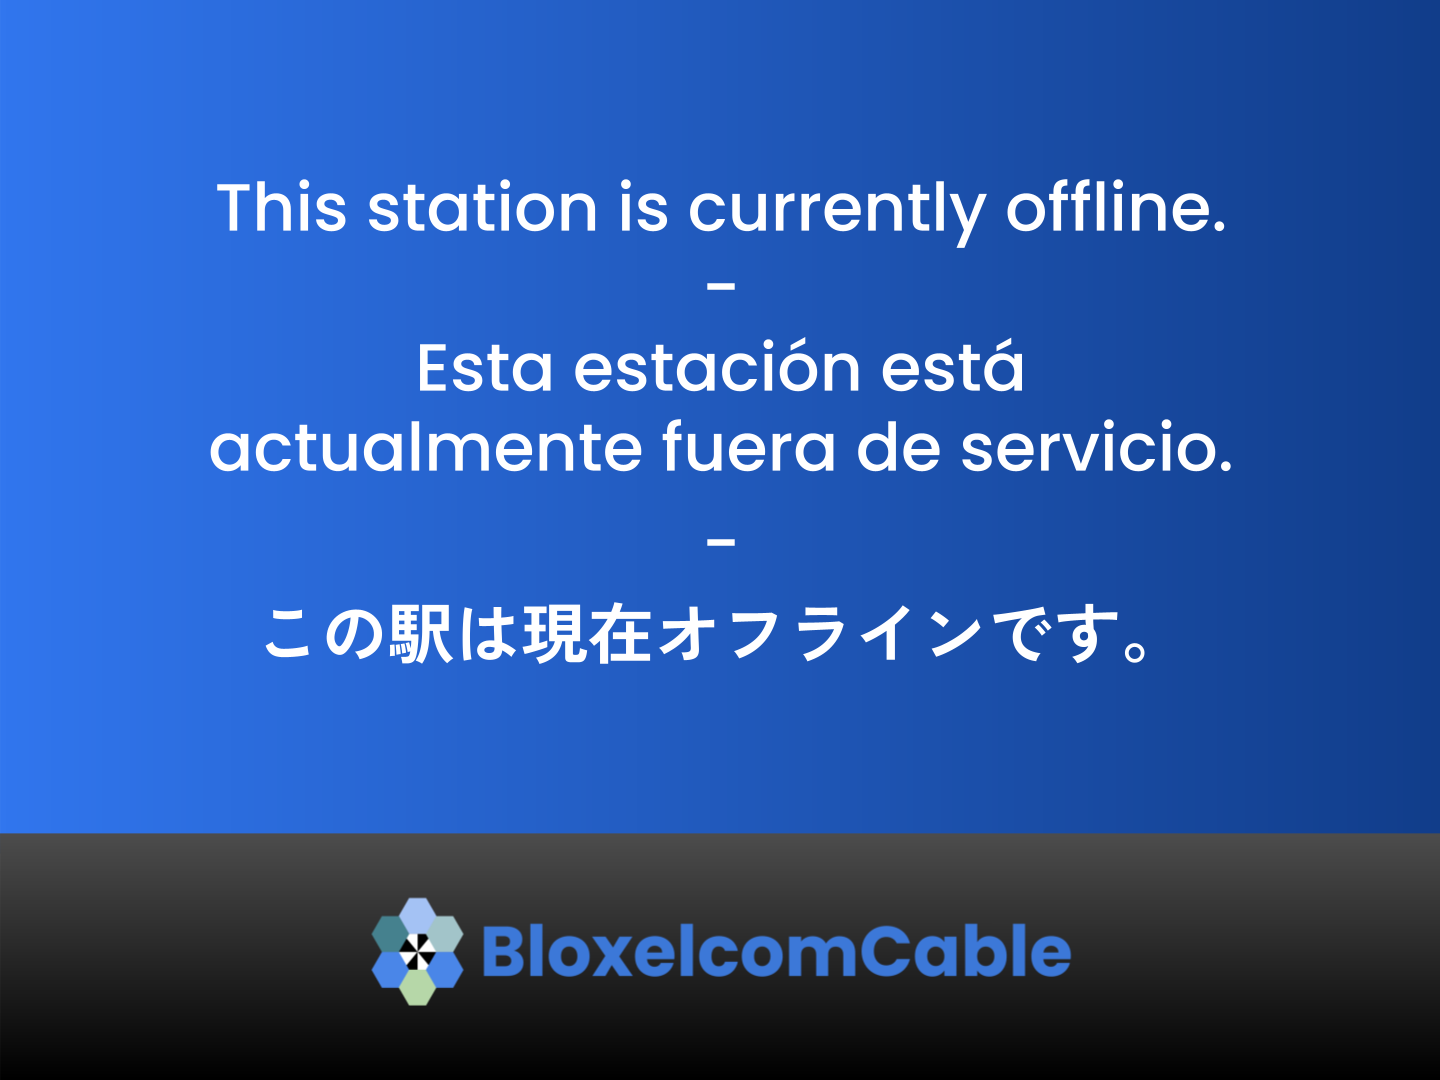 This station is currently offline.
-
Esta estación está
actualmente fuera de servicio.
-
この駅は現在オフラインです。
BloxelcomCable